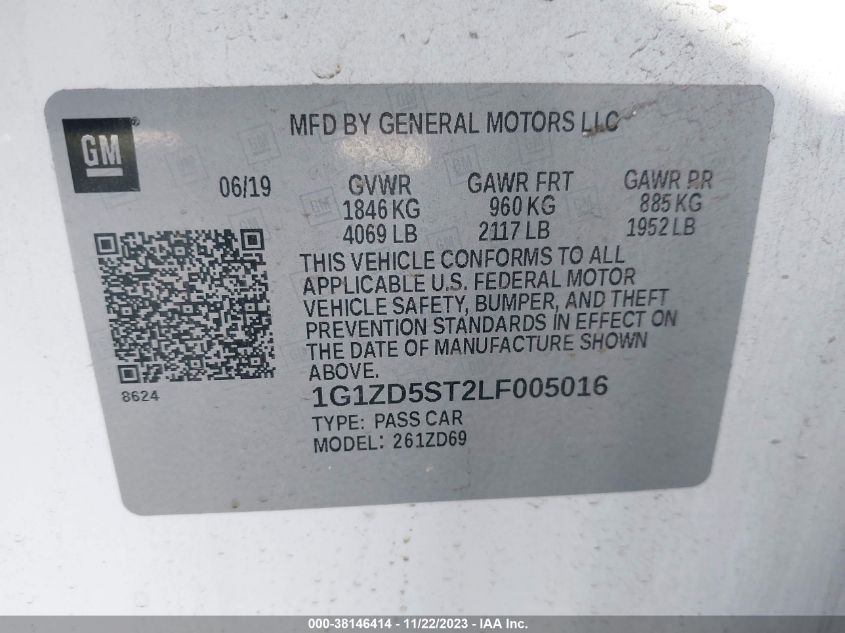 GM
MFD BY GENERAL MOTORS LLC
06/19
GVWR
1846 KG
4069 LB
GAWR FRT
960 KG
2117 LB
GAWR RR
885 KG
1952 LB
THIS VEHICLE CONFORMS TO ALL
APPLICABLE U.S. FEDERAL MOTOR
VEHICLE SAFETY, BUMPER, AND THEFT
PREVENTION STANDARDS IN EFFECT ON
THE DATE OF MANUFACTURE SHOWN
ABOVE.
8624
1G1ZD5ST2LF005016
TYPE: PASS CAR
MODEL: 261ZD69
000-38146414 - 11/22/2023 - IAA Inc.